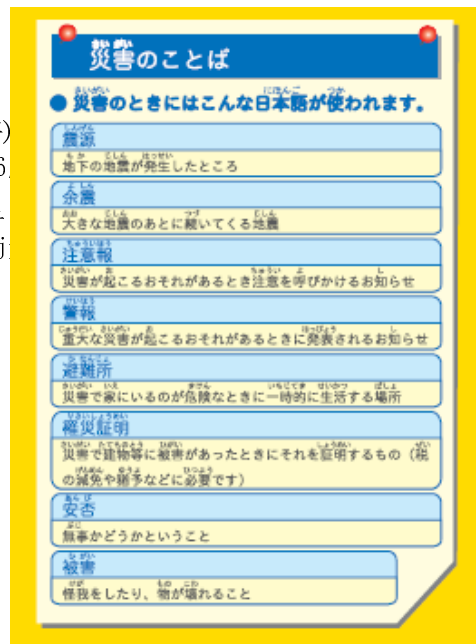 災害のことば
● 災害のときにはこんな日本語が使われます。
震源
地下の地震が発生したところ
余震
大きな地震のあとに続いてくる地震
注意報
災害が起こるおそれがあるとき注意を呼びかけるお知らせ
警報
重大な災害が起こるおそれがあるときに発表されるお知らせ
避難所
災害で家にいるのが危険なときに一時的に生活する場所
罹災証明
災害で建物等に被害があったときにそれを証明するもの(税
の減免や猶予などに必要です)
安否
無事かどうかということ
被害
怪我をしたり、物が壊れること